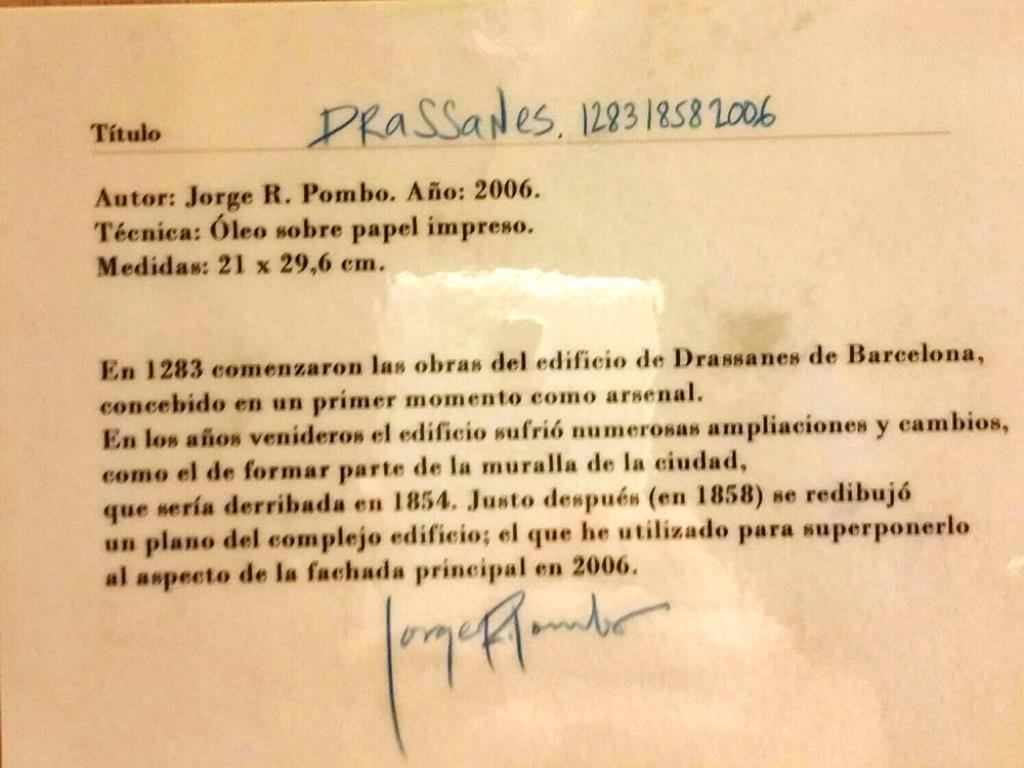 Título DRaSSaNes. 128318582006
Autor: Jorge R. Pombo. Año: 2006.
Técnica: Óleo sobre papel impreso.
Medidas: 21 x 29,6 cm.
En 1283 comenzaron las obras del edificio de Drassanes de Barcelona,
concebido en un primer momento como arsenal.
En los años venideros el edificio sufrió numerosas ampliaciones y cambios,
como el de formar parte de la muralla de la ciudad,
que sería derribada en 1854. Justo después (en 1858) se redibujó
un plano del complejo edificio; el que he utilizado para superponerlo
al aspecto de la fachada principal en 2006.
Jorge R. Pombo